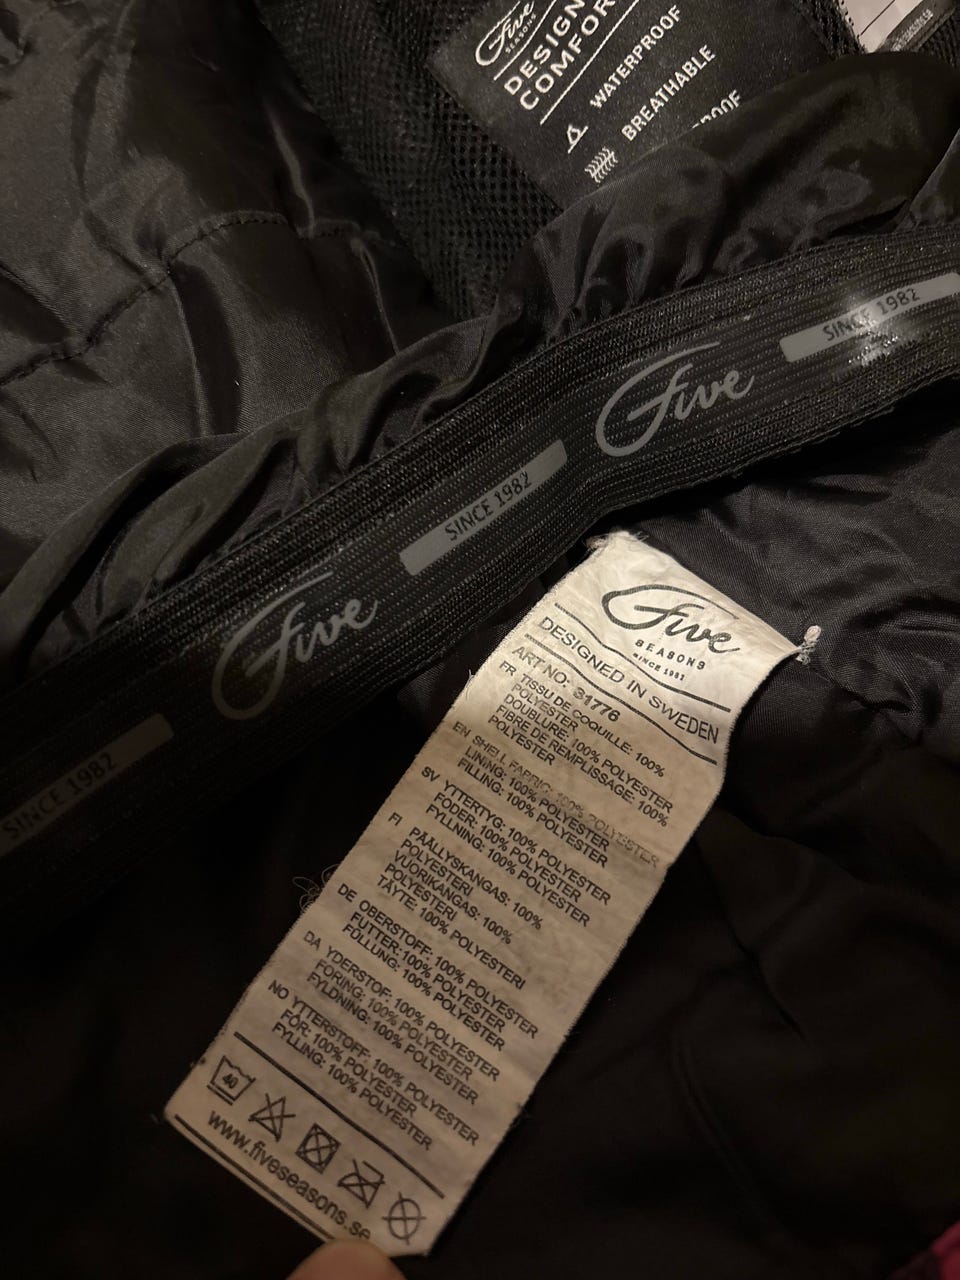 Five
SEASONS
DESIGN
COMFOR
WATERPROOF
BREATHABLE
PROOF
SINCE 1982
Five
SINCE 1982
Five
SINCE 1982
Five
SEASONS
SINCE 1982
DESIGNED IN SWEDEN
ART NO: 31776
FR TISSU DE COQUILLE: 100%
POLYESTER
DOUBLURE: 100% POLYESTER
FIBRE DE REMPLISSAGE: 100%
POLYESTER
EN SHELL FABRIC: 100% POLYESTER
LINING: 100% POLYESTER
FILLING: 100% POLYESTER
SV YTTERTYG: 100% POLYESTER
FODER: 100% POLYESTER
FYLLNING: 100% POLYESTER
FI PÄÄLLYSKANGAS: 100%
POLYESTERI
VUORIKANGAS: 100%
POLYESTERI
TÄYTE: 100% POLYESTERI
DE OBERSTOFF: 100% POLYESTER
FUTTER: 100% POLYESTER
FÜLLUNG: 100% POLYESTER
DA YDERSTOF: 100% POLYESTER
FORING: 100% POLYESTER
FYLDNING: 100% POLYESTER
NO YTTERSTOFF: 100% POLYESTER
FÔR: 100% POLYESTER
FYLLING: 100% POLYESTER
40
www.fiveseasons.se